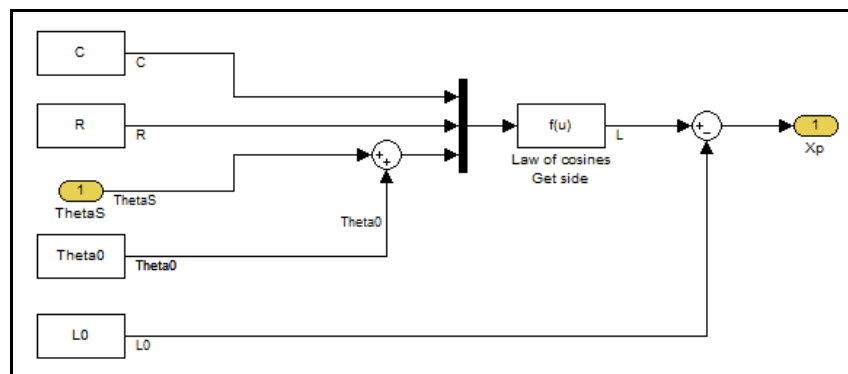 C
C
R
R
1
ThetaS
ThetaS
Theta0
Theta0
Theta0
L0
L0
f(u)
Law of cosines
Get side
L
1
Xp